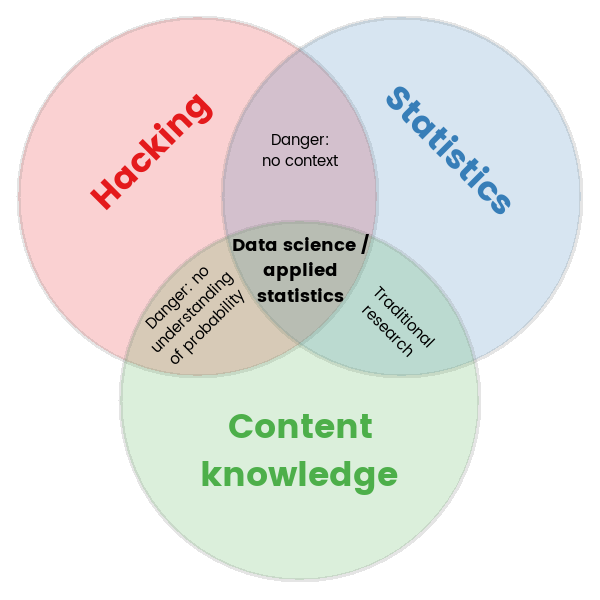 Hacking
Statistics
Danger:
no context
Data science /
applied
statistics
Danger: no
understanding
of probability
Traditional
research
Content
knowledge